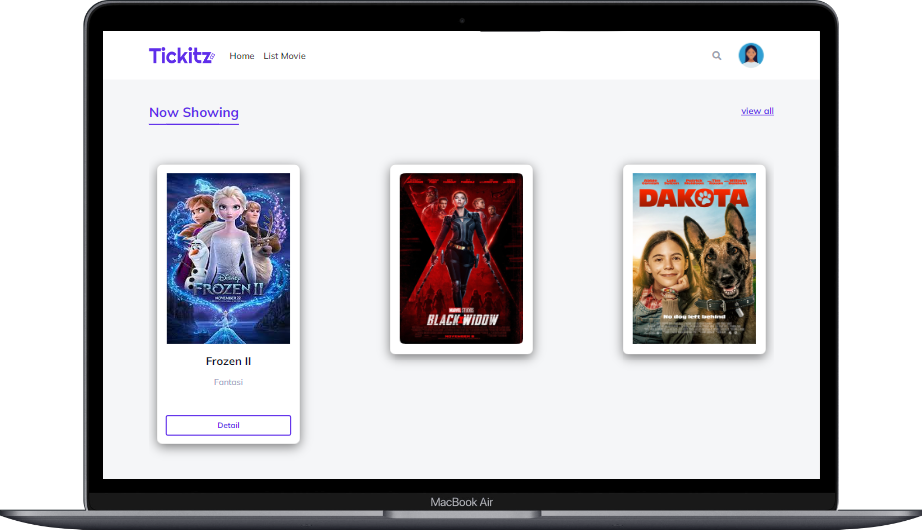 Tickitz
Home
List Movie
Now Showing
view all
Disney
FROZEN II
NOVEMBER 22
MARVEL STUDIOS
BLACK WIDOW
DAKOTA
No dog left behind
Frozen II
Fantasi
Detail
MacBook Air